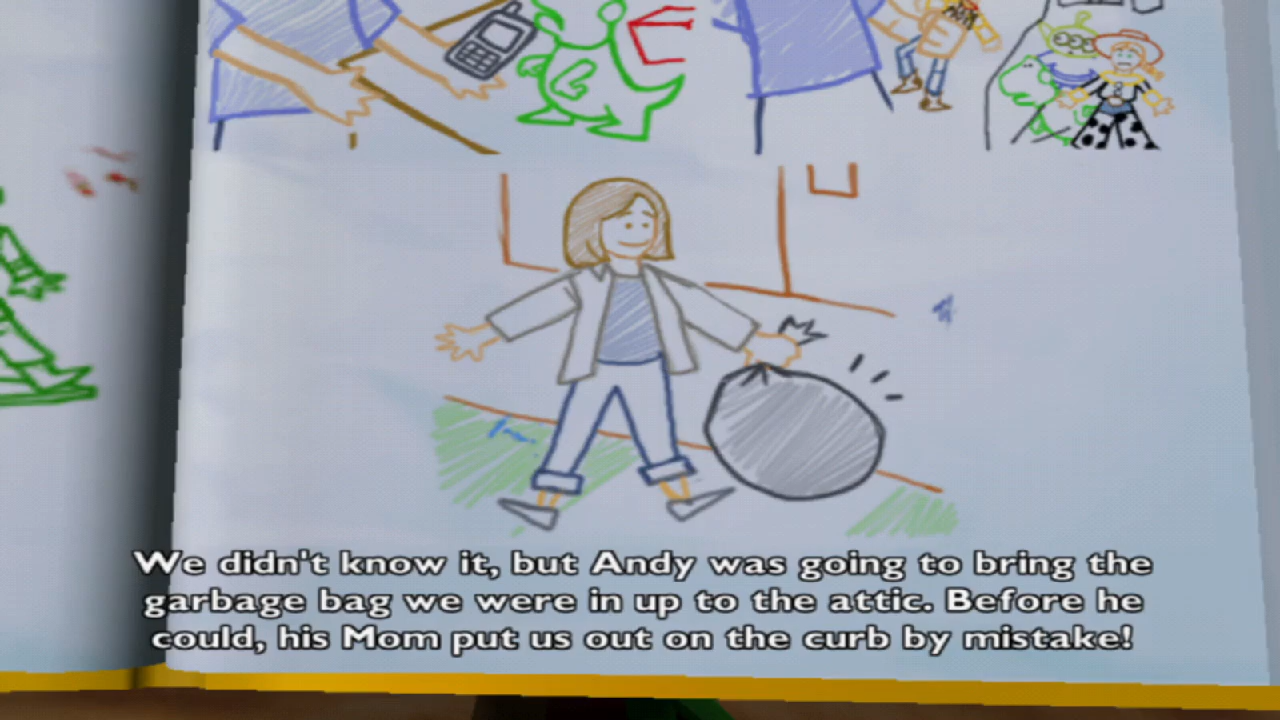 We didn't know it, but Andy was going to bring the
garbage bag we were in up to the attic. Before he
could, his Mom put us out on the curb by mistake!